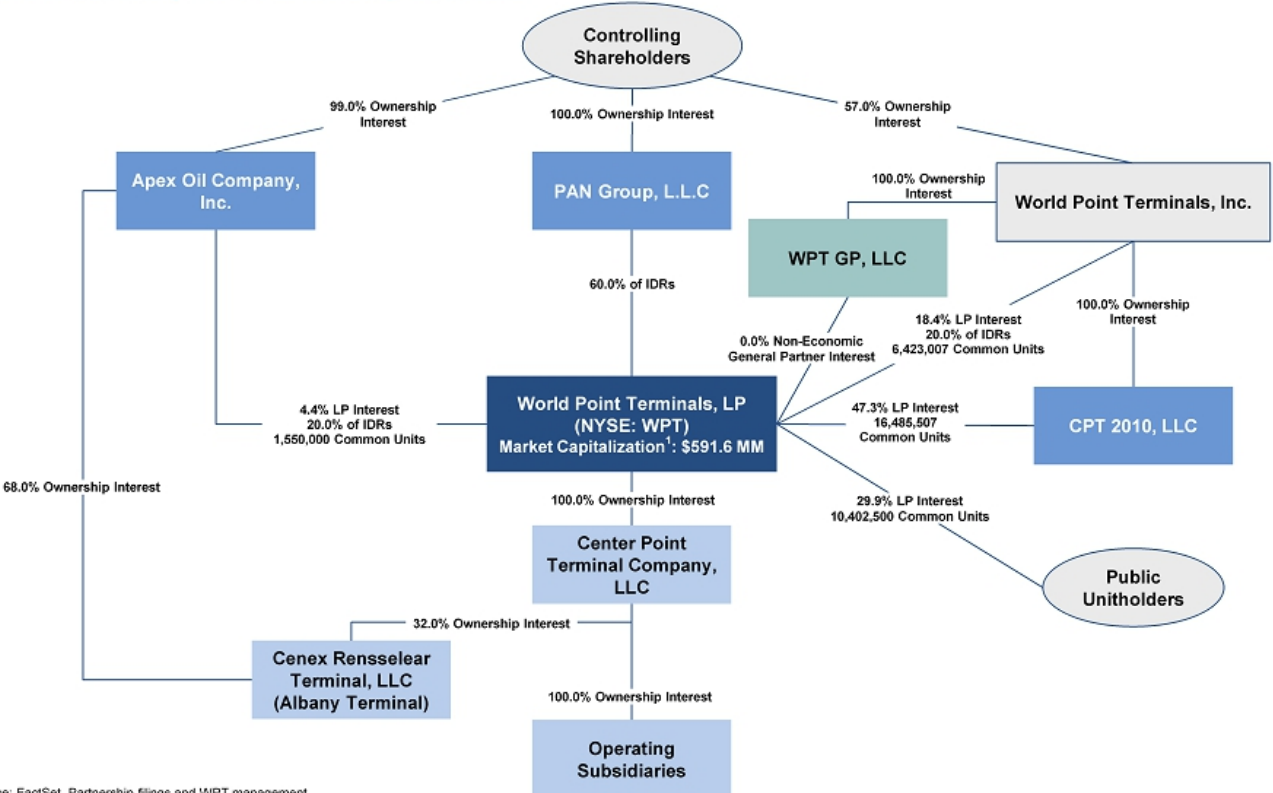 Controlling
Shareholders
99.0% Ownership
Interest
100.0% Ownership Interest
57.0% Ownership
Interest
Apex Oil Company,
Inc.
PAN Group, L.L.C
100.0% Ownership
Interest
World Point Terminals, Inc.
WPT GP, LLC
60.0% of IDRs
18.4% LP Interest
20.0% of IDRs
6,423,007 Common Units
100.0% Ownership
Interest
0.0% Non-Economic
General Partner Interest
4.4% LP Interest
20.0% of IDRs
1,550,000 Common Units
World Point Terminals, LP
(NYSE: WPT)
Market Capitalization¹: $591.6 MM
47.3% LP Interest
16,485,507
Common Units
CPT 2010, LLC
68.0% Ownership Interest
100.0% Ownership Interest
29.9% LP Interest
10,402,500 Common Units
Center Point
Terminal Company,
LLC
Public
Unitholders
32.0% Ownership Interest
Cenex Rensselear
Terminal, LLC
(Albany Terminal)
100.0% Ownership Interest
Operating
Subsidiaries
FactSet, Partnership filings and WPT management